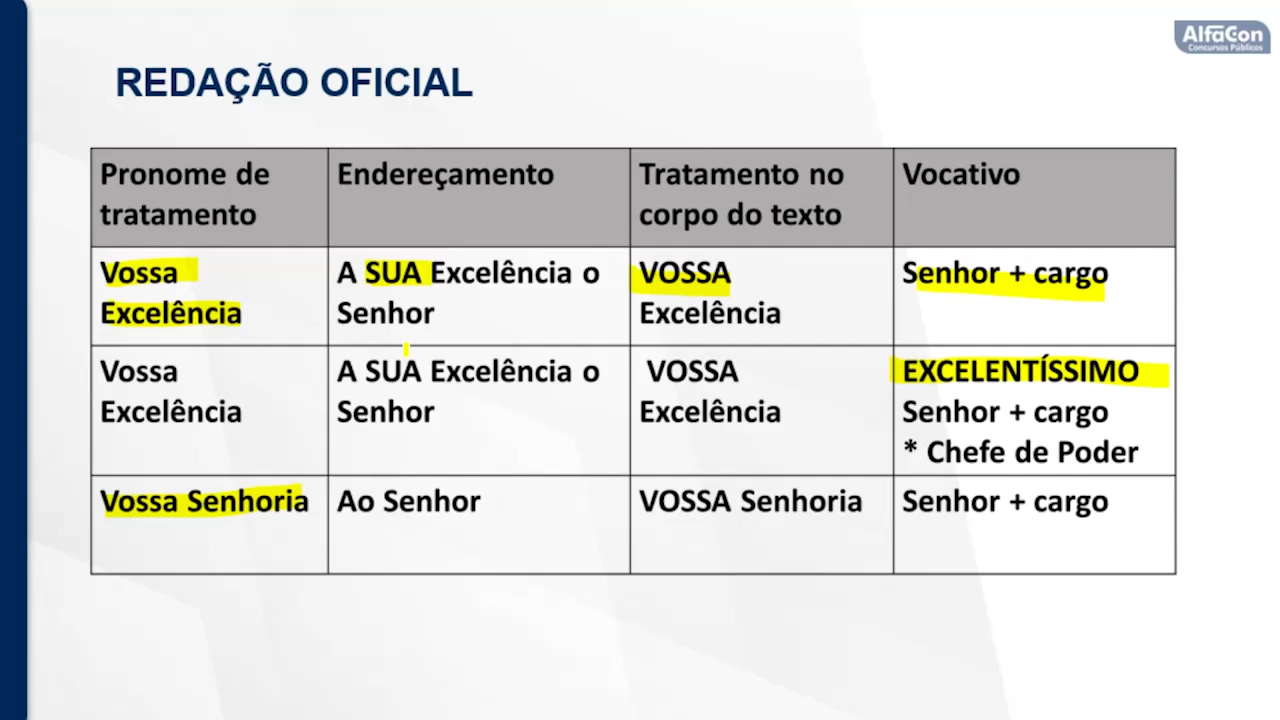 AlfaCon
Concursos Públicos
REDAÇÃO OFICIAL
Pronome de
tratamento
Endereçamento
Tratamento no
corpo do texto
Vocativo
Vossa
Excelência
A SUA Excelência o
Senhor
VOSSA
Excelência
Senhor + cargo
Vossa
Excelência
A SUA Excelência o
Senhor
VOSSA
Excelência
EXCELENTÍSSIMO
Senhor + cargo
* Chefe de Poder
Vossa Senhoria
Ao Senhor
VOSSA Senhoria
Senhor + cargo